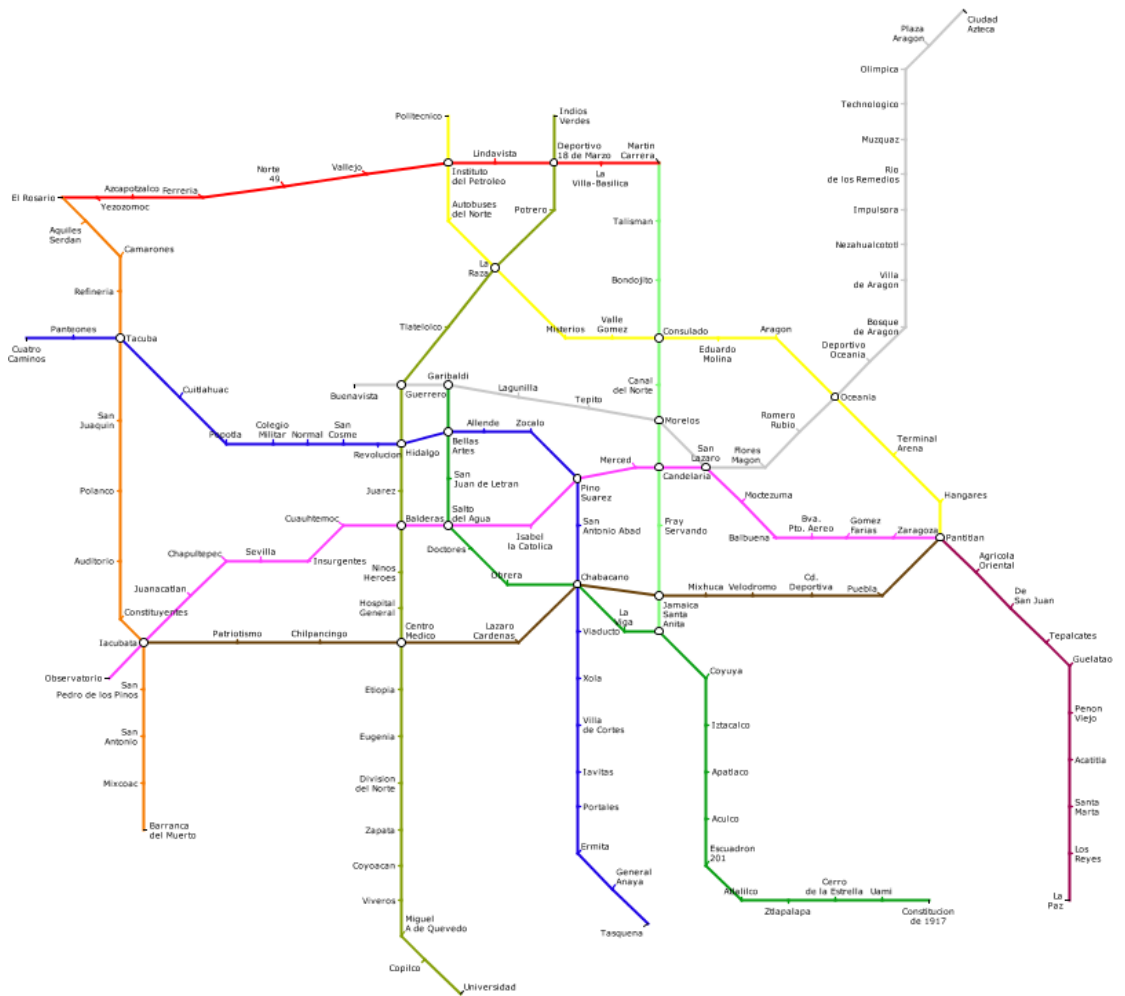 Ciudad
Azteca
Plaza
Aragon
Olimpica
Technologico
Muzquaz
Rio
de los Remedios
Impulsora
Nezahualcototl
Villa
de Aragon
Bosque
de Aragon
Deportivo
Oceania
Oceania
Romero
Rubio
Flores
Magon
San
Lazaro
Morelos
Tepito
Lagunilla
Garibaldi
Guerrero
Buenavista
Politecnico
Instituto
del Petroleo
Autobuses
del Norte
La
Raza
Misterios
Valle
Gomez
Consulado
Eduardo
Molina
Aragon
Terminal
Arena
Hangares
Pantitlan
Indios
Verdes
Deportivo
18 de Marzo
Potrero
Tlatelolco
Hidalgo
Juarez
Balderas
Ninos
Heroes
Hospital
General
Centro
Medico
Etiopia
Eugenia
Division
del Norte
Zapata
Coyoacan
Viveros
Miguel
A de Quevedo
Copilco
Universidad
El Rosario
Yezozomoc
Azcapotzalco
Ferreria
Norte
49
Vallejo
Lindavista
La
Villa-Basilica
Martin
Carrera
Talisman
Bondojito
Canal
del Norte
Candelaria
Fray
Servando
Jamaica
Santa
Anita
Aquiles
Serdan
Camarones
Refineria
Tacuba
San
Juaquin
Polanco
Auditorio
Constituyentes
Iacubata
San
Pedro de los Pinos
San
Antonio
Mixcoac
Barranca
del Muerto
Cuatro
Caminos
Panteones
Cuitlahuac
Popotla
Colegio
Militar
Normal
San
Cosme
Revolucion
Bellas
Artes
Allende
Zocalo
Pino
Suarez
San
Antonio Abad
Chabacano
Viaducto
Xola
Villa
de Cortes
Iavitas
Portales
Ermita
General
Anaya
Tasquena
Observatorio
Juanacatlan
Chapultepec
Sevilla
Insurgentes
Cuauhtemoc
Salto
del Agua
Isabel
la Catolica
Merced
Moctezuma
Balbuena
Bva.
Pto. Aereo
Gomez
Farias
Zaragoza
San
Juan de Letran
Doctores
Obrera
La
Viga
Coyuya
Iztacalco
Apatlaco
Aculco
Escuadron
201
Atlalilco
Ztlapalapa
Cerro
de la Estrella
Uami
Constitucion
de 1917
Patriotismo
Chilpancingo
Lazaro
Cardenas
Mixhuca
Velodromo
Cd.
Deportiva
Puebla
Agricola
Oriental
De
San Juan
Tepalcates
Guelatao
Penon
Viejo
Acatitla
Santa
Marta
Los
Reyes
La
Paz